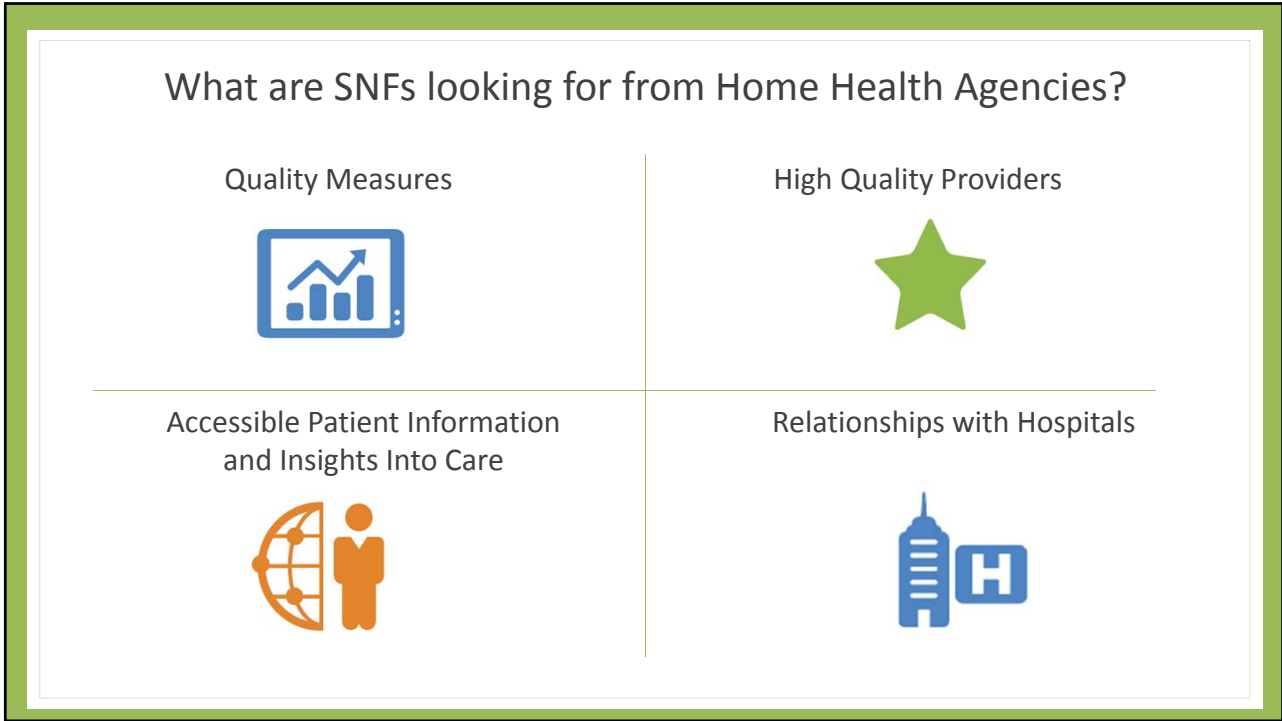 What are SNFs looking for from Home Health Agencies?
Quality Measures
High Quality Providers
Accessible Patient Information
and Insights Into Care
Relationships with Hospitals
H